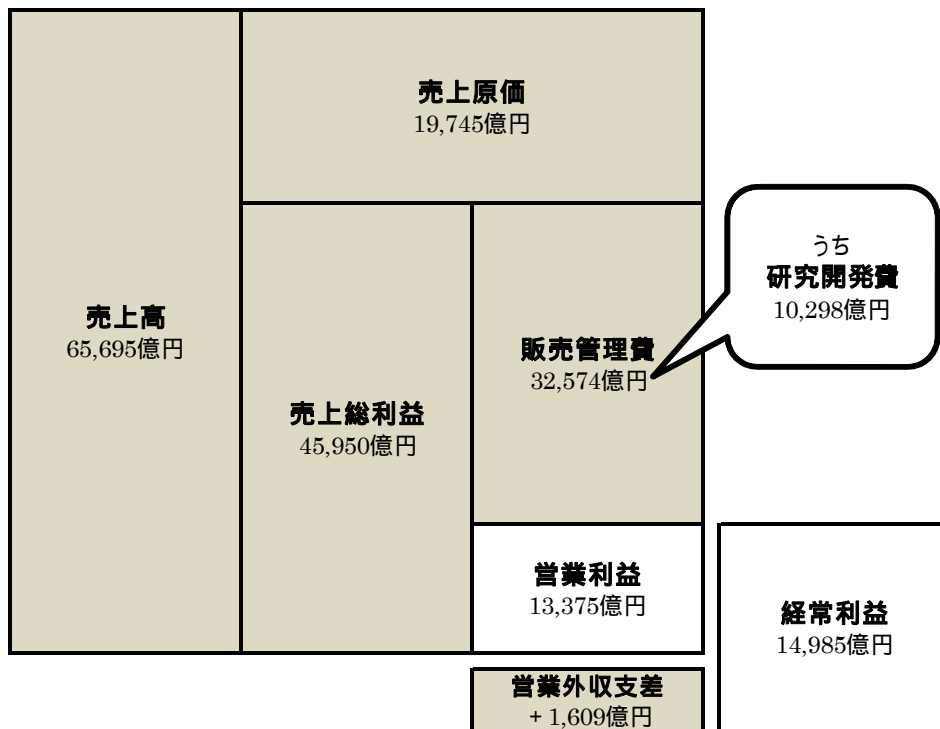 売上原価
19,745億円
うち
研究開発費
10,298億円
売上高
65,695億円
販売管理費
32,574億円
売上総利益
45,950億円
営業利益
13,375億円
経常利益
14,985億円
営業外収支差
+ 1,609億円